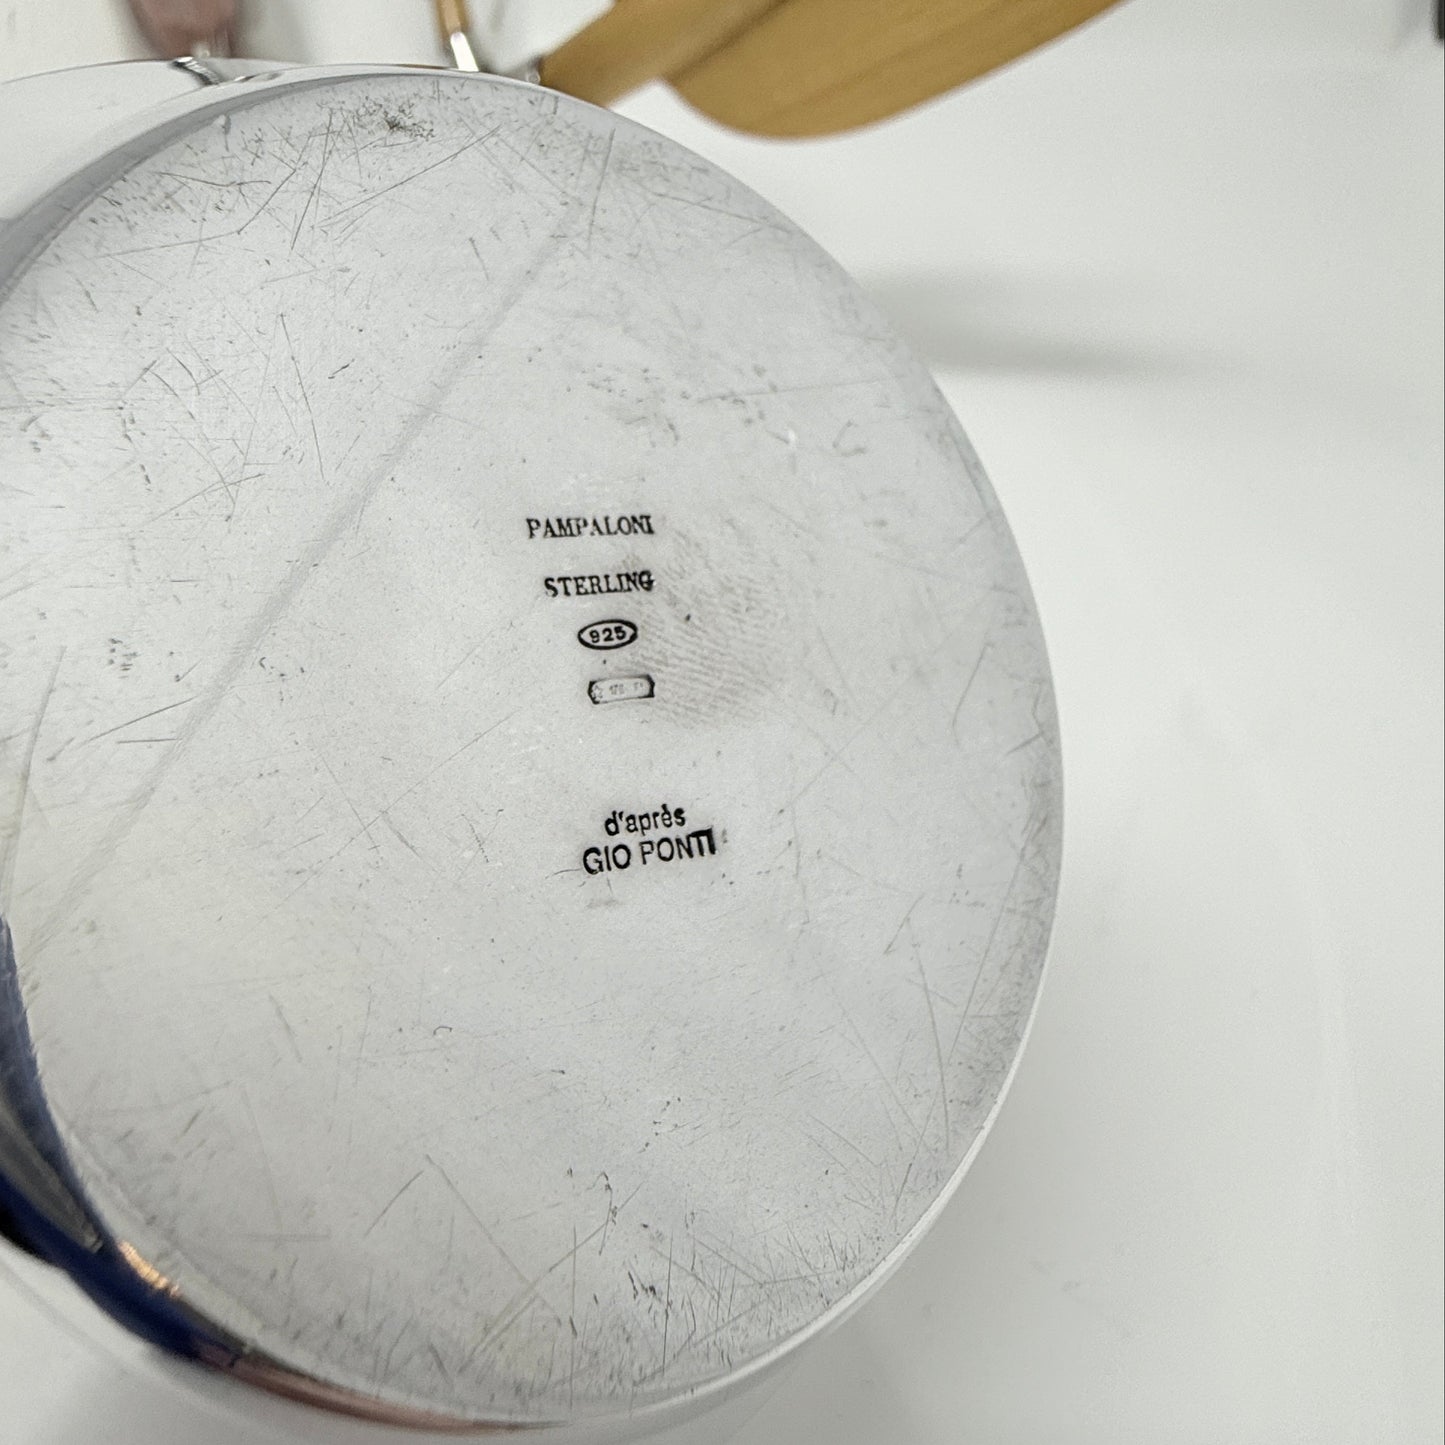 PAMPALONI
STERLING
925
d'après
GIO PONTI